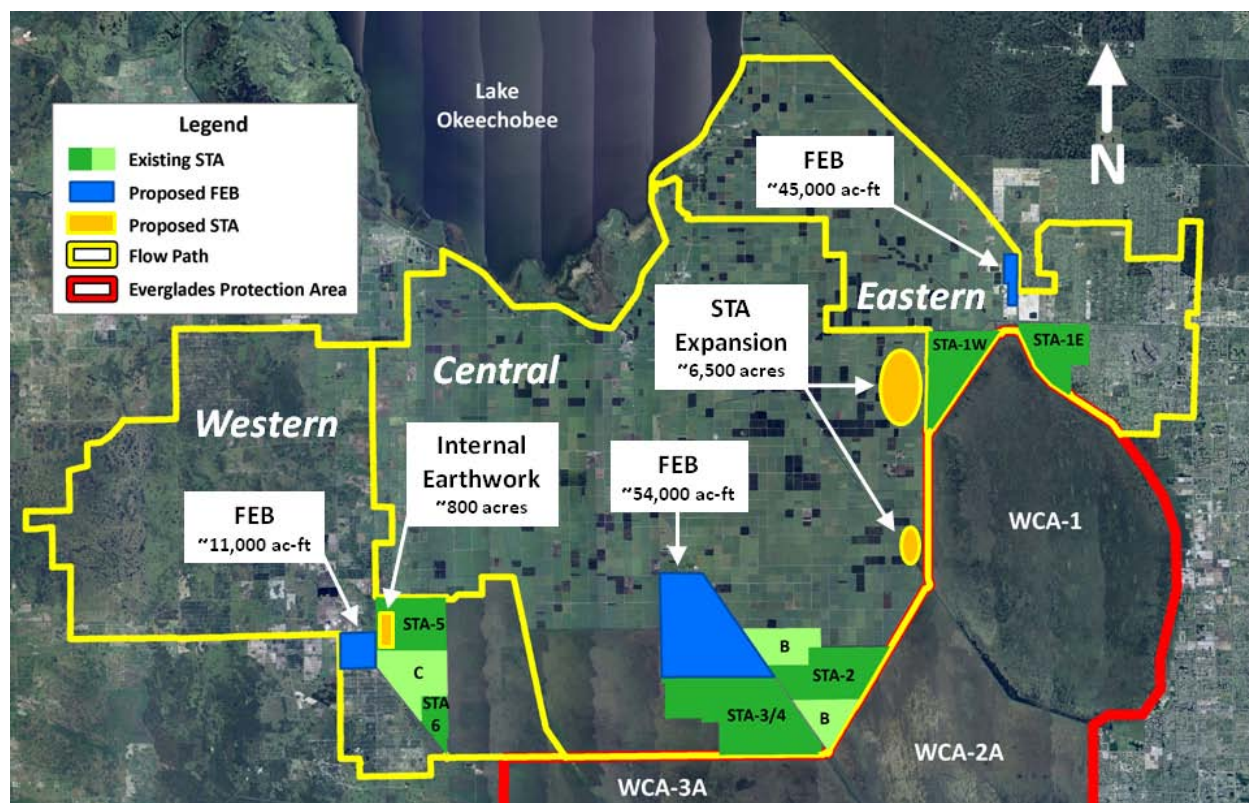 Lake
Okeechobee
Legend
Existing STA
Proposed FEB
Proposed STA
Flow Path
Everglades Protection Area
N
FEB
~45,000 ac-ft
Eastern
STA
Expansion
~6,500 acres
STA-1W
STA-1E
Central
Western
Internal
Earthwork
~800 acres
FEB
~54,000 ac-ft
FEB
~11,000 ac-ft
WCA-1
STA-5
C
STA
6
B
STA-2
B
STA-3/4
WCA-2A
WCA-3A